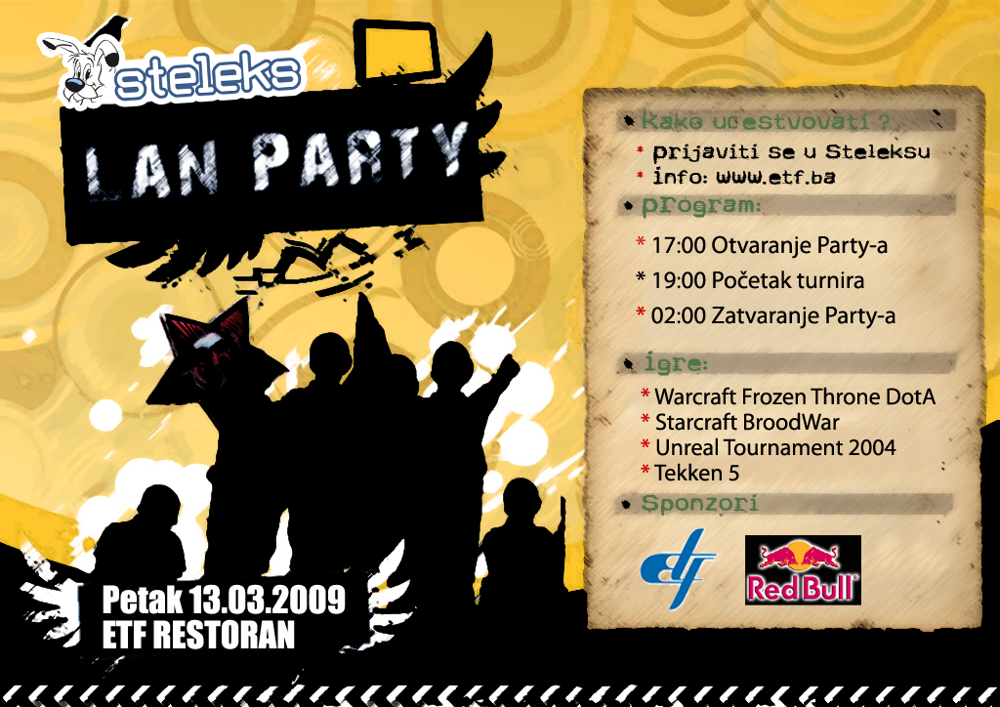 steleks
LAN PARTY
Kako ucestvovati ?
* prijaviti se u Steleksu
* info: www.etf.ba
program:
* 17:00 Otvaranje Party-a
* 19:00 Početak turnira
* 02:00 Zatvaranje Party-a
igre:
* Warcraft Frozen Throne DotA
* Starcraft BroodWar
* Unreal Tournament 2004
* Tekken 5
Sponzori
etf
Red Bull
Petak 13.03.2009
ETF RESTORAN